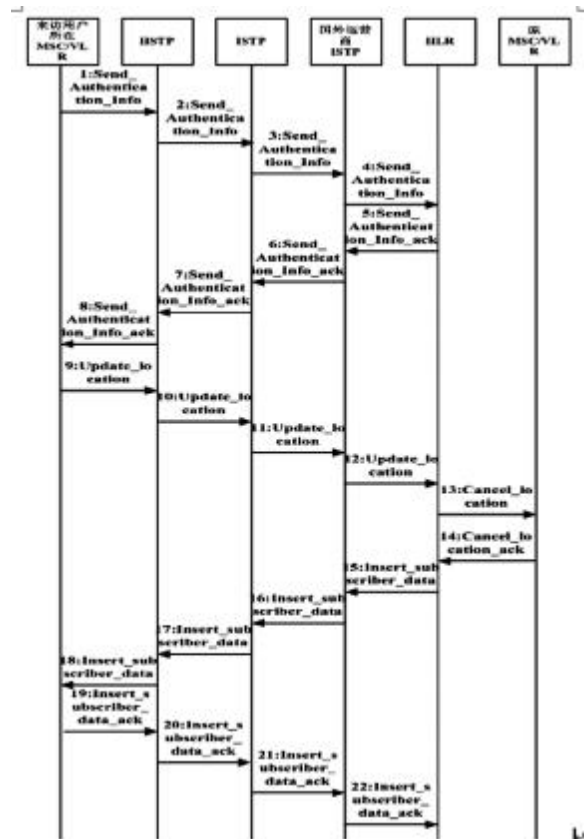 来访用户
所在
MSC/VL
R
HSTP
ISTP
国外运营
商
ISTP
HLR
原
MSC/VL
R
1:Send_
Authentica
tion_Info
2:Send_
Authentica
tion_Info
3:Send_
Authentica
tion_Info
4:Send_
Authentica
tion_Info
5:Send_
Authenticat
ion_Info_ack
6:Send_
Authenticat
ion_Info_ack
7:Send_
Authenticat
ion_Info_ack
8:Send_
Authenticat
ion_Info_ack
9:Update_lo
cation
10:Update_lo
cation
11:Update_lo
cation
12:Update_lo
cation
13:Cancel_lo
cation
14:Cancel_lo
cation_ack
15:Insert_sub
scriber_data
16:Insert_sub
scriber_data
17:Insert_sub
scriber_data
18:Insert_sub
scriber_data
19:Insert_s
ubscriber_
data_ack
20:Insert_s
ubscriber_
data_ack
21:Insert_s
ubscriber_
data_ack
22:Insert_s
ubscriber_
data_ack